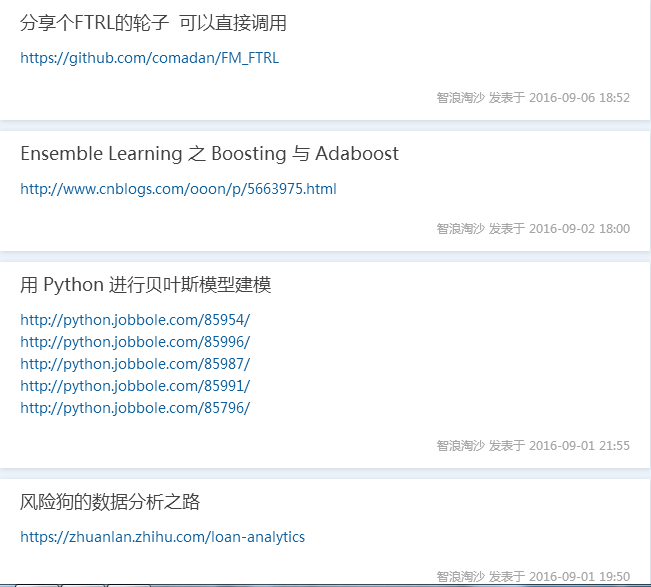 分享个FTRL的轮子 可以直接调用
https://github.com/comadan/FM_FTRL
智浪淘沙 发表于 2016-09-06 18:52
Ensemble Learning 之 Boosting 与 Adaboost
http://www.cnblogs.com/ooon/p/5663975.html
智浪淘沙 发表于 2016-09-02 18:00
用 Python 进行贝叶斯模型建模
http://python.jobbole.com/85954/
http://python.jobbole.com/85996/
http://python.jobbole.com/85987/
http://python.jobbole.com/85991/
http://python.jobbole.com/85796/
智浪淘沙 发表于 2016-09-01 21:55
风险狗的数据分析之路
https://zhuanlan.zhihu.com/loan-analytics
智浪淘沙 发表于 2016-09-01 19:50